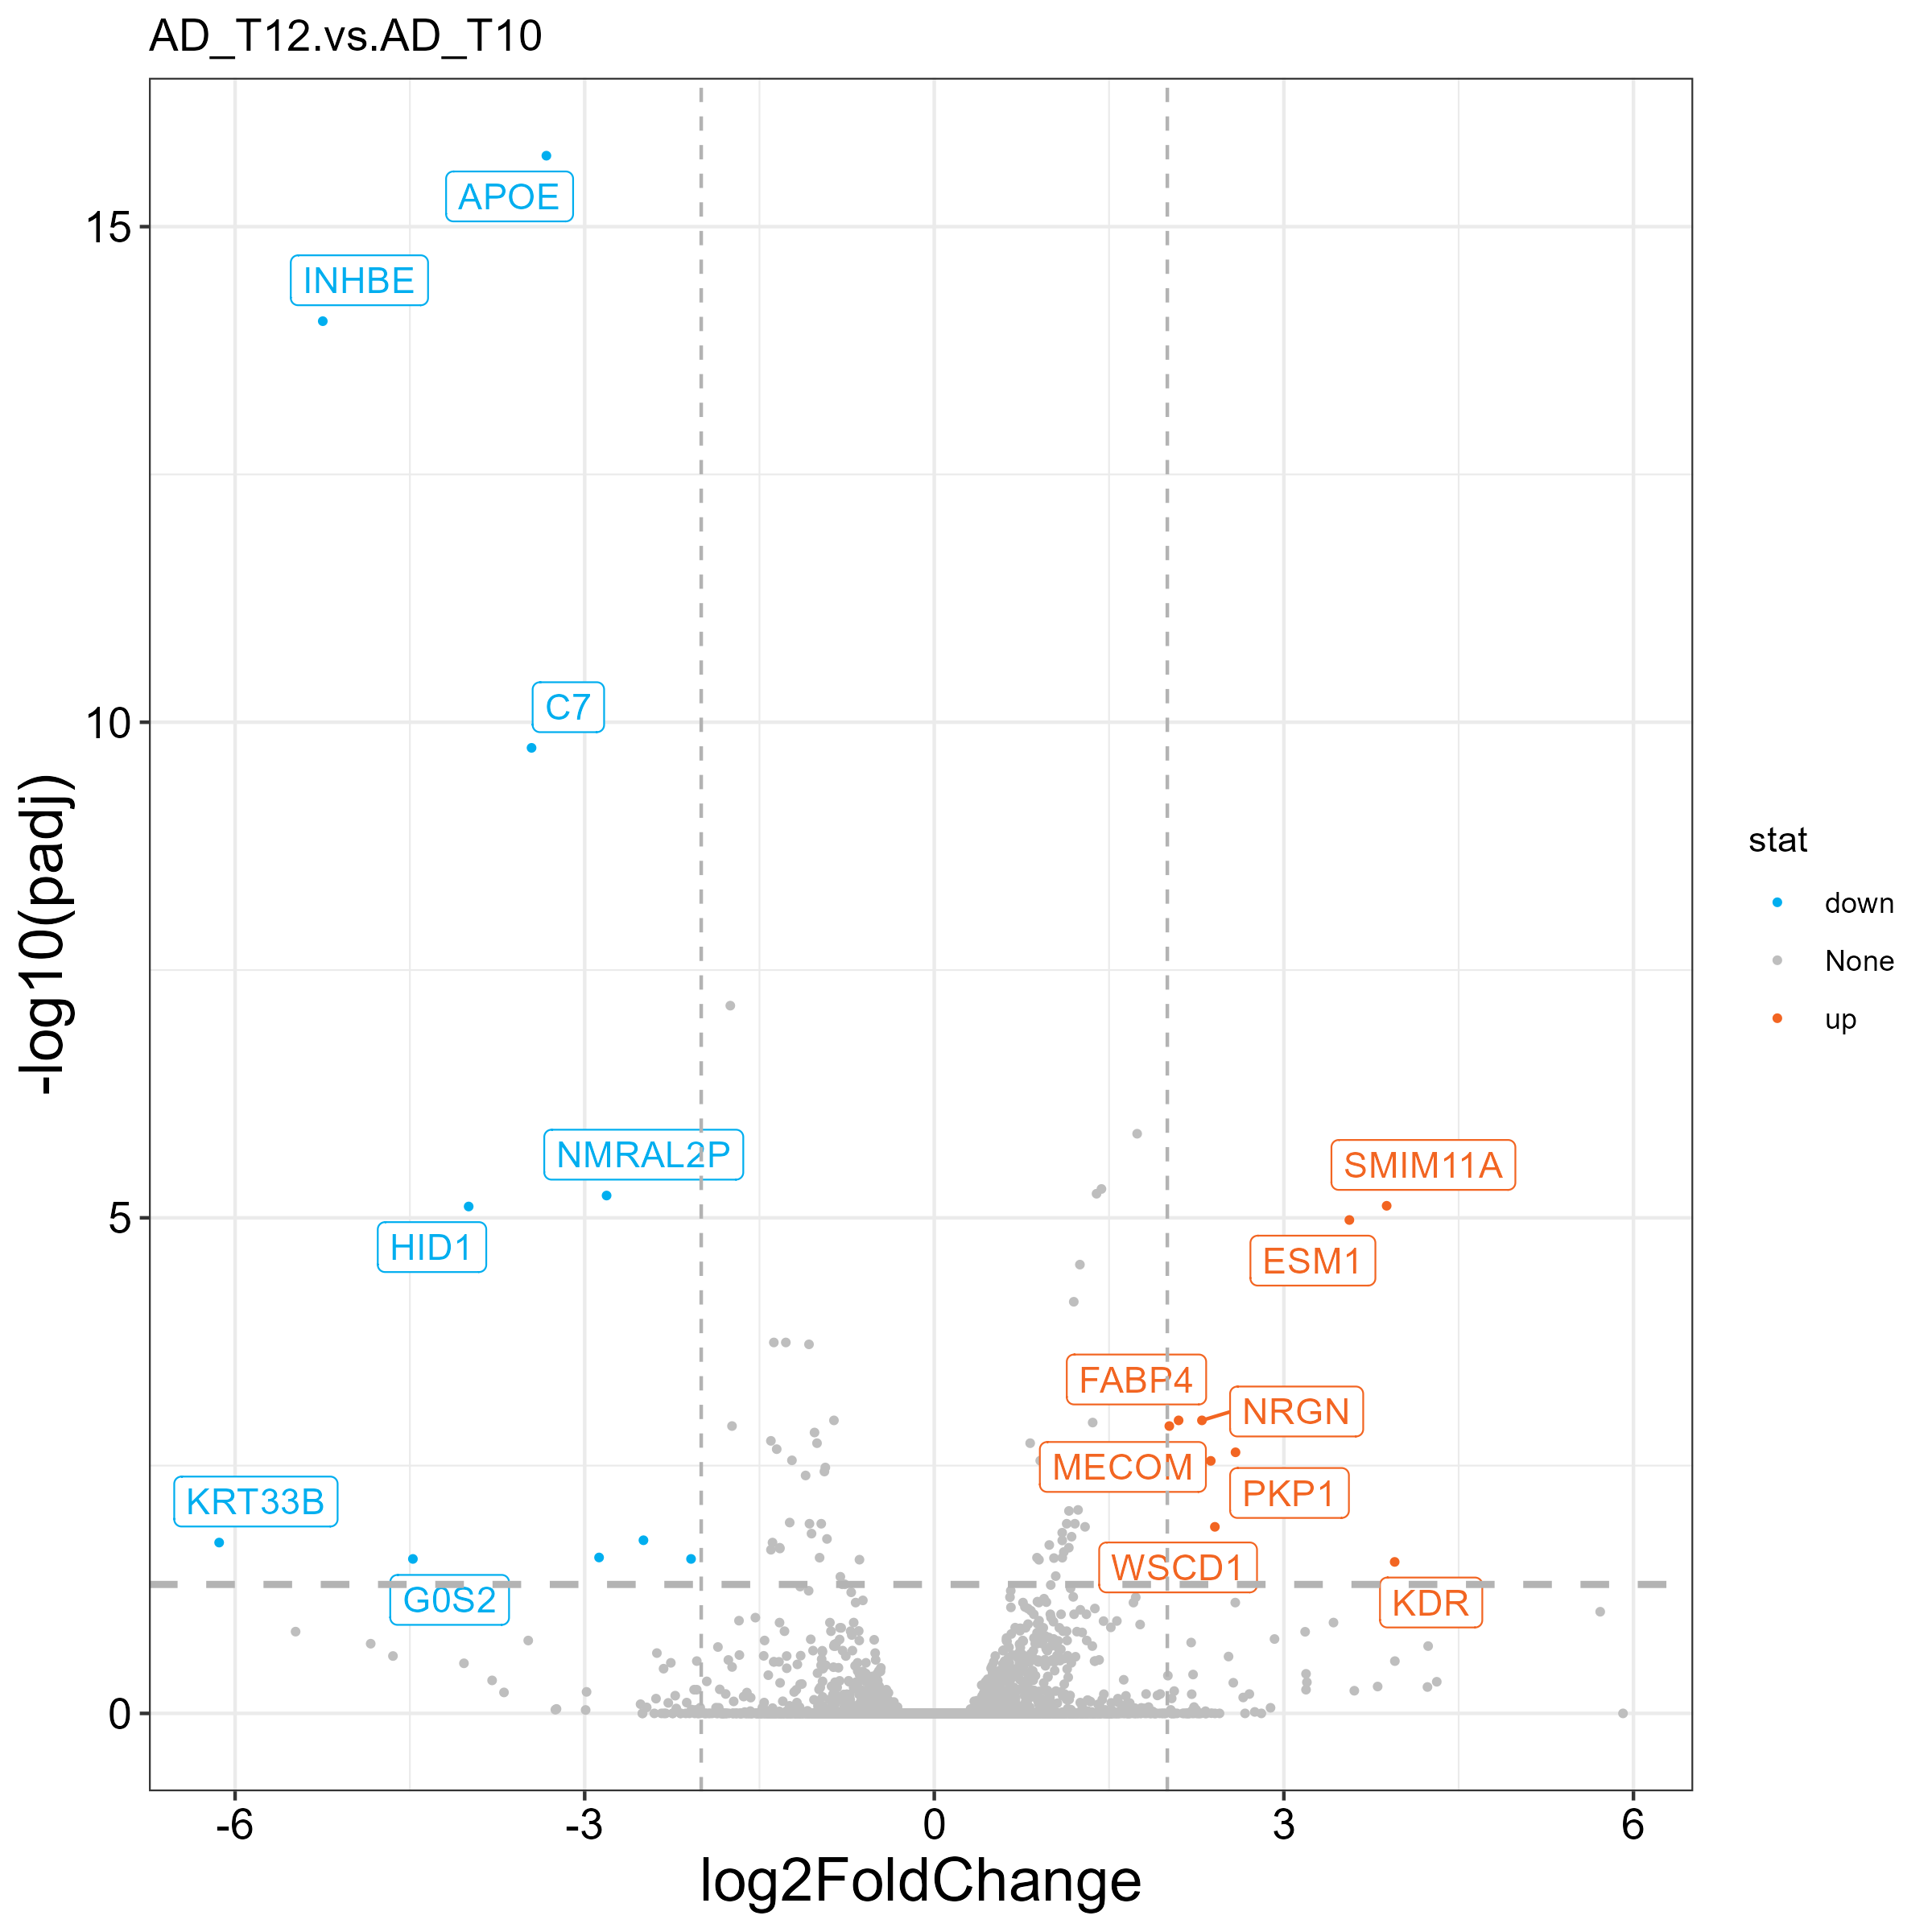 AD_T12.vs.AD_T10
-log10(padj)
15
10
5
0
APOE
INHBE
C7
NMRAL2P
HID1
SMIM11A
ESM1
FABP4
NRGN
MECOM
PKP1
KRT33B
WSCD1
G0S2
KDR
-6
-3
0
3
6
log2FoldChange
stat
down
None
up